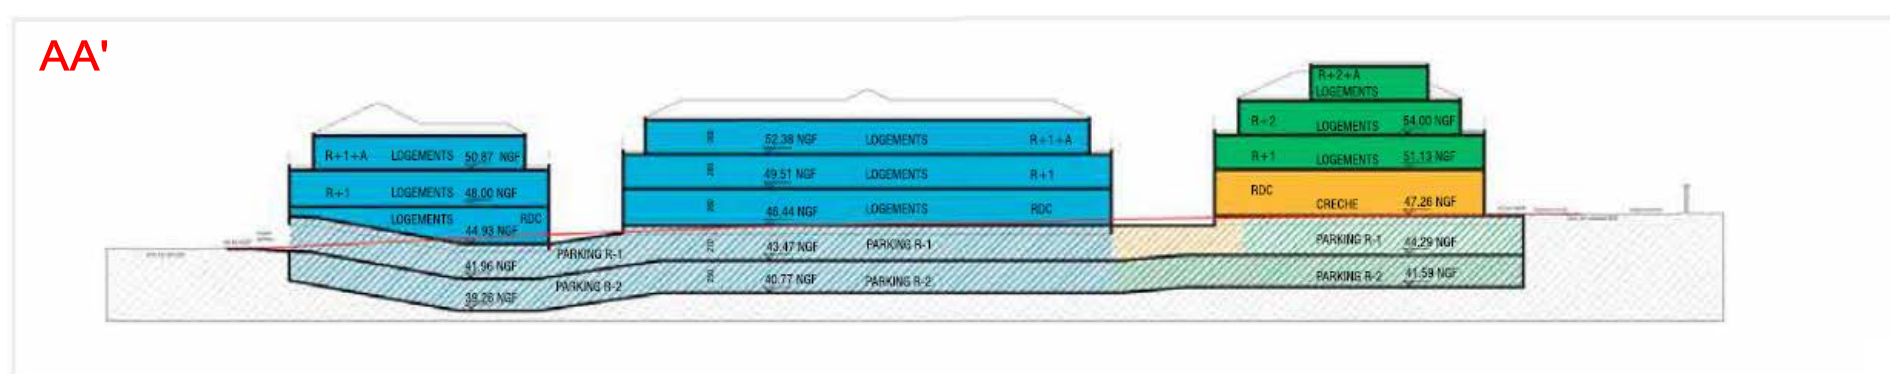 AA'
R+1+A LOGEMENTS 50.87 NGF
R+1 LOGEMENTS 48.00 NGF
LOGEMENTS RDC
44.93 NGF
PARKING R-1
41.96 NGF
PARKING R-2
39.26 NGF
52.38 NGF LOGEMENTS R+1+A
49.51 NGF LOGEMENTS R+1
46.44 NGF LOGEMENTS RDC
43.47 NGF PARKING R-1
40.77 NGF PARKING R-2
R+2+A
LOGEMENTS
R+2 LOGEMENTS 54.00 NGF
R+1 LOGEMENTS 51.13 NGF
RDC
CRECHE 47.26 NGF
PARKING R-1 44.29 NGF
PARKING R-2 41.59 NGF